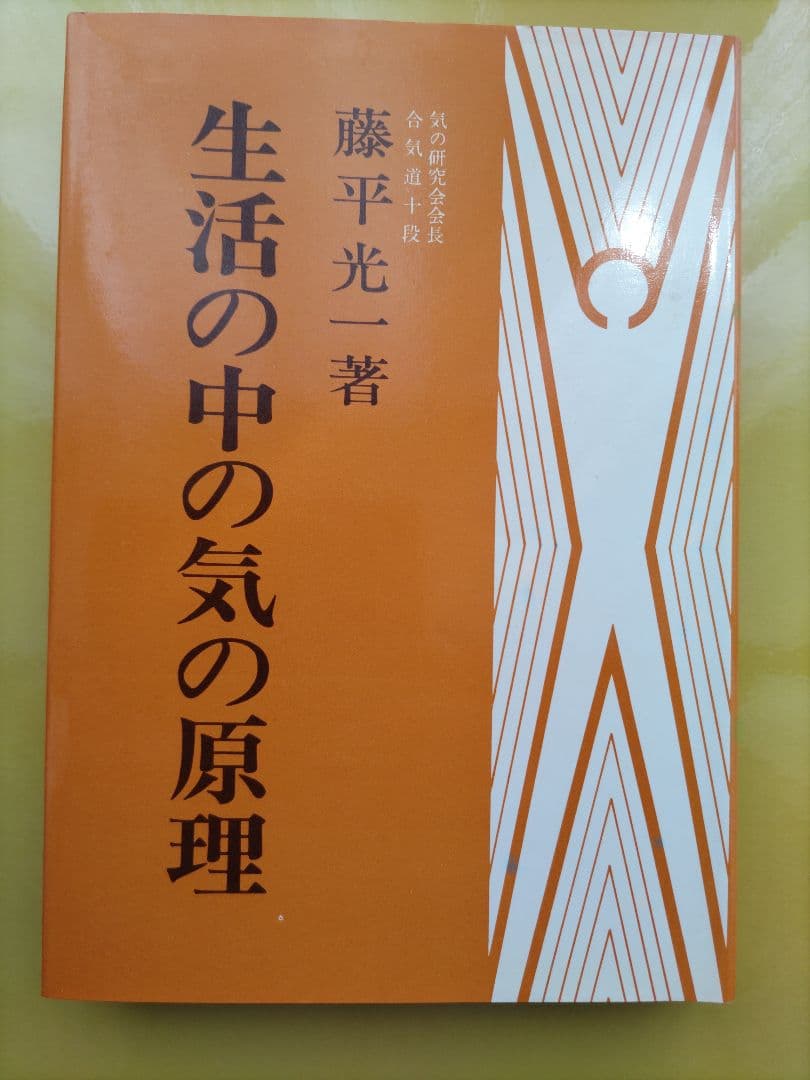 気の研究会会長
合気道十段
藤平光一著
生活の中の気の原理